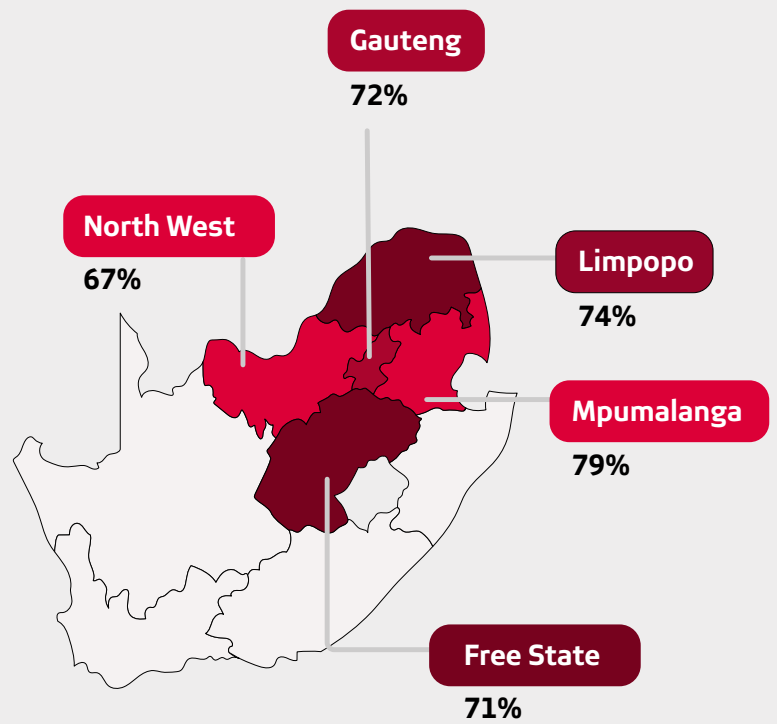 Gauteng
72%
North West
67%
Limpopo
74%
Mpumalanga
79%
Free State
71%